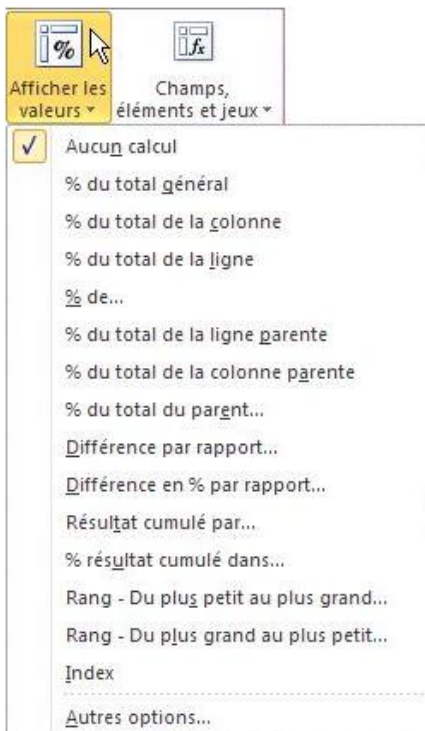 %
fx
Afficher les
valeurs
Champs,
éléments et jeux
Aucun calcul
% du total général
% du total de la colonne
% du total de la ligne
% de...
% du total de la ligne parente
% du total de la colonne parente
% du total du parent...
Différence par rapport...
Différence en % par rapport...
Résultat cumulé par...
% résultat cumulé dans...
Rang - Du plus petit au plus grand...
Rang - Du plus grand au plus petit...
Index
Autres options...